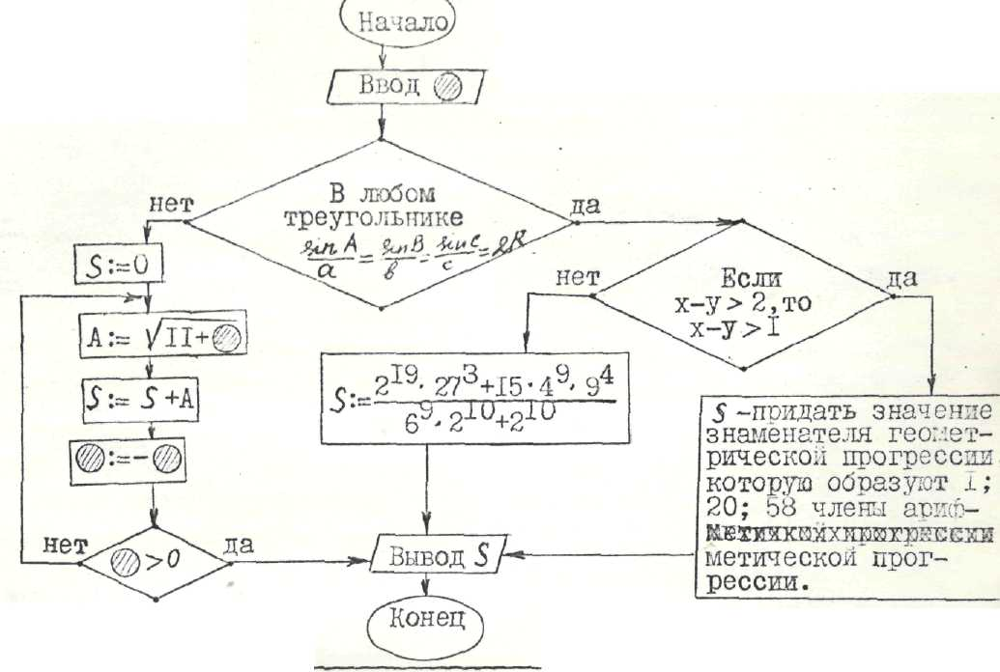 Начало
Ввод
В любом
треугольнике
sin A/a = sin B/в = sin C/c = 2R
нет
да
S:=0
A:= √II+
S:= S+A
:=-
>0
нет
да
Если
x-y > 2, то
x-y > I
нет
да
S:= 2^I9 · 27^3 + I5 · 4^9 · 9^4 / 6^9 · 2^I0 + 2^I0
S -придать значение
знаменателя геомет-
рической прогрессии
которую образуют I;
20; 58 члены ариф-
метической прог-
рессии.
Вывод S
Конец